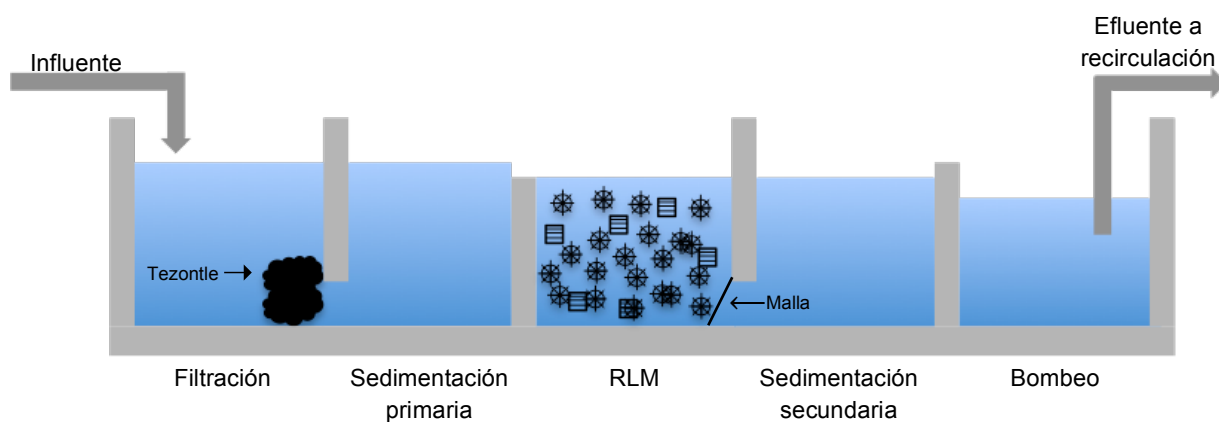 Influente
Efluente a
recirculación
Tezontle
Malla
Filtración
Sedimentación
primaria
RLM
Sedimentación
secundaria
Bombeo